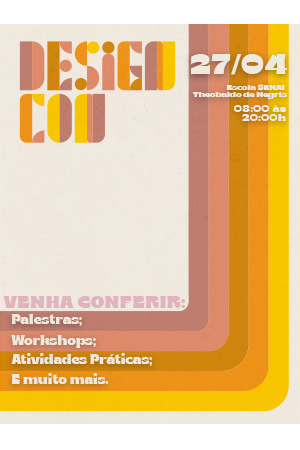 DESIGN
CON
27/04
Escola SENAI
Theobaldo de Negris
08:00 às
20:00h
VENHA CONFERIR:
Palestras;
Workshops;
Atividades Práticas;
E muito mais.